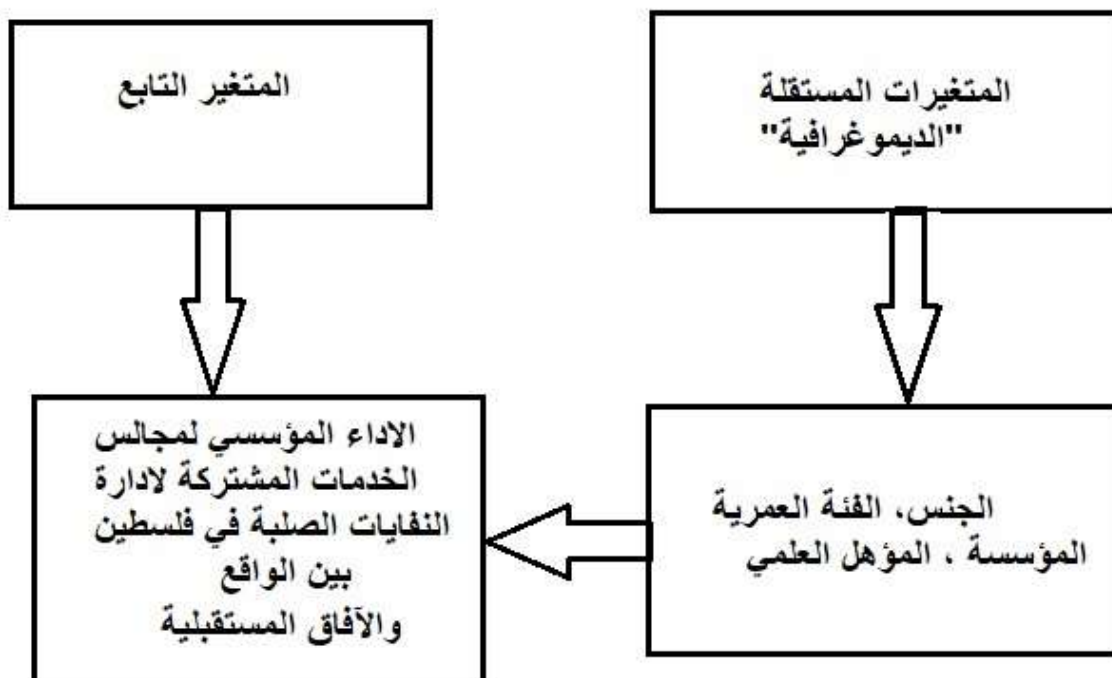 المتغيرات المستقلة
"الديموغرافية"
المتغير التابع
الجنس، الفئة العمرية
المؤسسة ، المؤهل العلمي
الاداء المؤسسي لمجالس
الخدمات المشتركة لادارة
النفايات الصلبة في فلسطين
بين الواقع
والآفاق المستقبلية